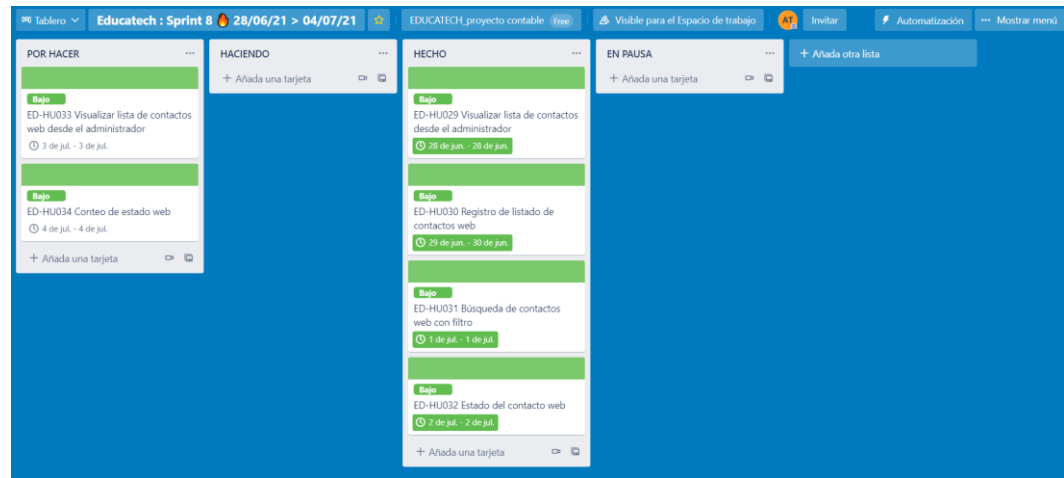 Tablero
Educatech : Sprint 8 🔥 28/06/21 > 04/07/21
EDUCATECH_proyecto contable Free
Visible para el Espacio de trabajo
AT
Invitar
Automatización
··· Mostrar menú
POR HACER ···
Bajo
ED-HU033 Visualizar lista de contactos
web desde el administrador
3 de jul. - 3 de jul.
Bajo
ED-HU034 Conteo de estado web
4 de jul. - 4 de jul.
+ Añada una tarjeta
HACIENDO ···
+ Añada una tarjeta
HECHO ···
Bajo
ED-HU029 Visualizar lista de contactos
desde el administrador
28 de jun. - 28 de jun.
Bajo
ED-HU030 Registro de listado de
contactos web
29 de jun. - 30 de jun.
Bajo
ED-HU031 Búsqueda de contactos
web con filtro
1 de jul. - 1 de jul.
Bajo
ED-HU032 Estado del contacto web
2 de jul. - 2 de jul.
+ Añada una tarjeta
EN PAUSA ···
+ Añada una tarjeta
+ Añada otra lista